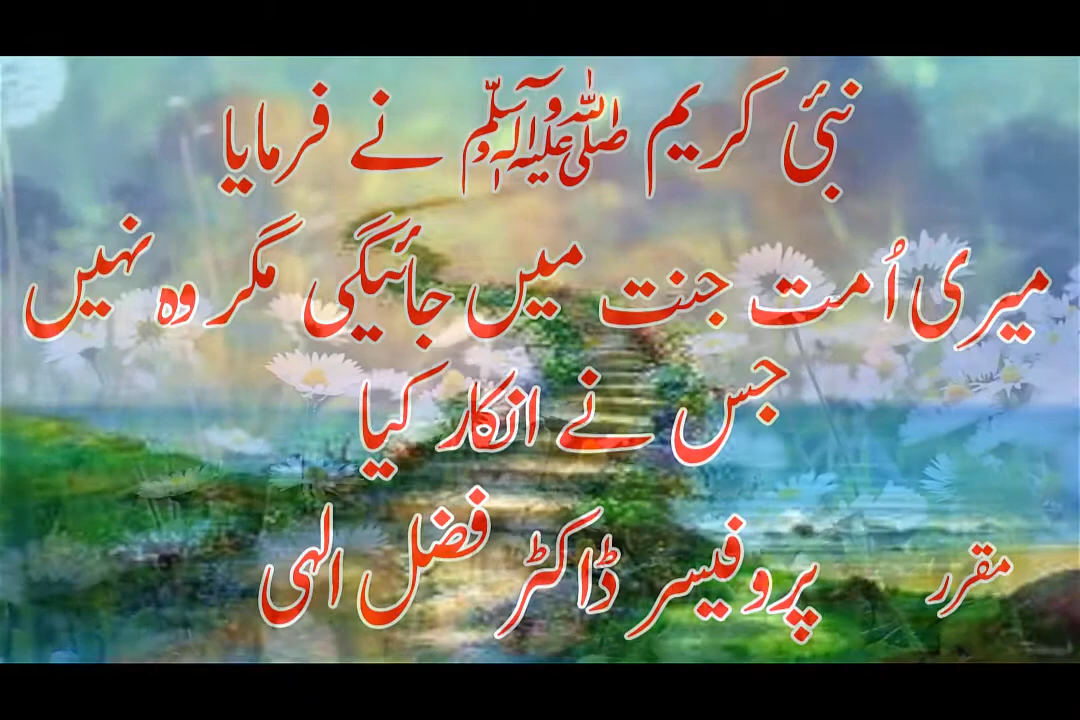 نبئ کریم صلی اللہ علیہ وآلہ وسلم نے فرمایا
میری اُمت جنت میں جائیگی مگر وہ نہیں
جس نے انکار کیا
مقرر پروفیسر ڈاکٹر فضل الہی